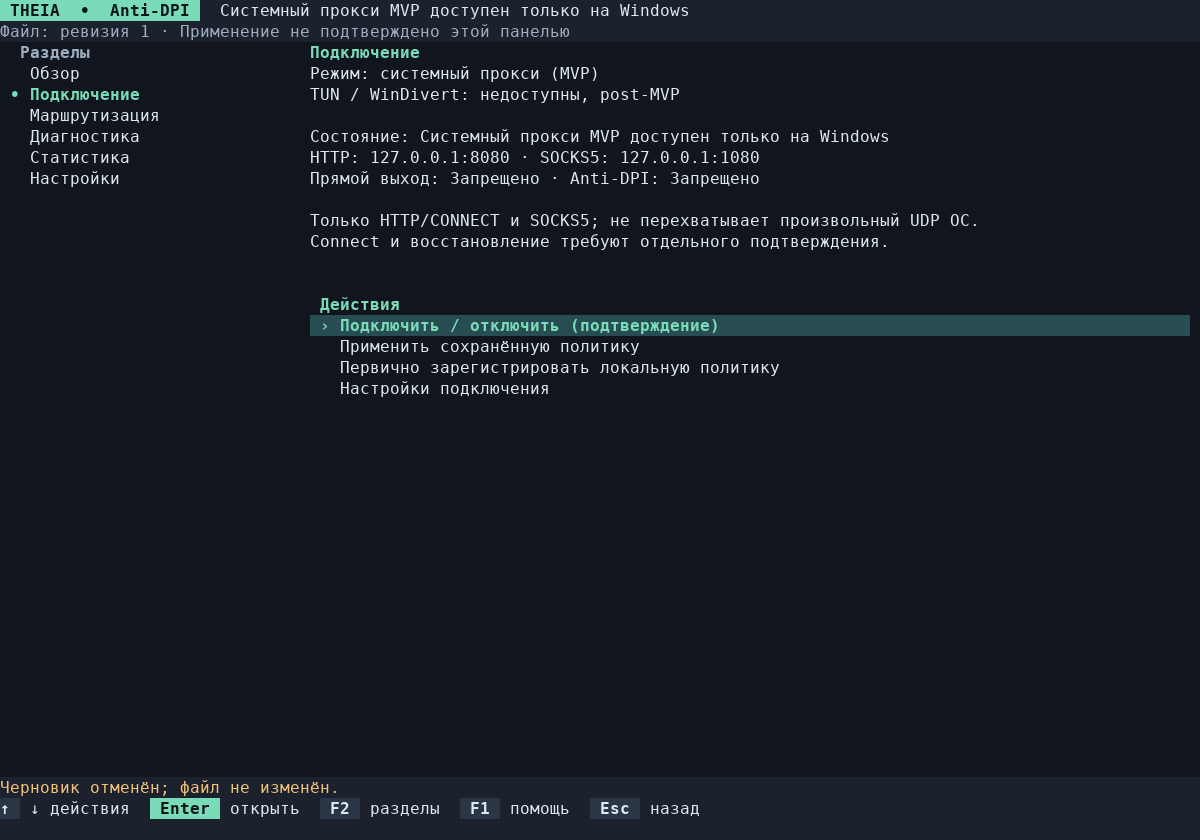 THEIA • Anti-DPI Системный прокси MVP доступен только на Windows
Файл: ревизия 1 · Применение не подтверждено этой панелью
Разделы
Обзор
• Подключение
Маршрутизация
Диагностика
Статистика
Настройки
Подключение
Режим: системный прокси (MVP)
TUN / WinDivert: недоступны, post-MVP
Состояние: Системный прокси MVP доступен только на Windows
HTTP: 127.0.0.1:8080 · SOCKS5: 127.0.0.1:1080
Прямой выход: Запрещено · Anti-DPI: Запрещено
Только HTTP/CONNECT и SOCKS5; не перехватывает произвольный UDP ОС.
Connect и восстановление требуют отдельного подтверждения.
Действия
› Подключить / отключить (подтверждение)
Применить сохранённую политику
Первично зарегистрировать локальную политику
Настройки подключения
Черновик отменён; файл не изменён.
↑ ↓ действия Enter открыть F2 разделы F1 помощь Esc назад